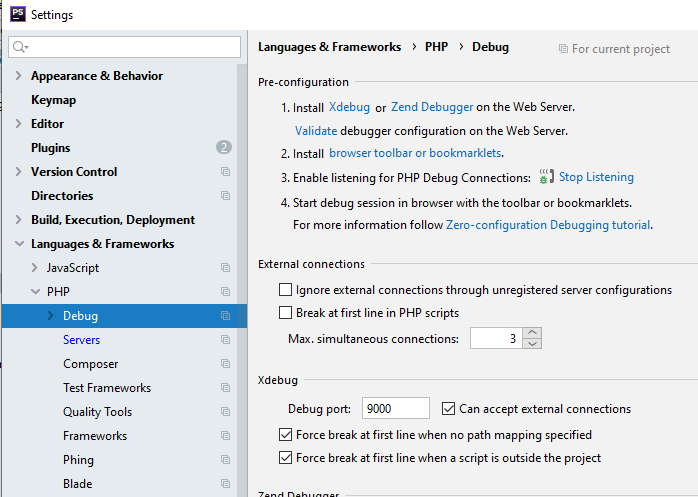 PS Settings
Languages & Frameworks > PHP > Debug For current project
Appearance & Behavior
Keymap
Editor
Plugins 2
Version Control
Directories
Build, Execution, Deployment
Languages & Frameworks
JavaScript
PHP
Debug
Servers
Composer
Test Frameworks
Quality Tools
Frameworks
Phing
Blade
Pre-configuration
1. Install Xdebug or Zend Debugger on the Web Server.
Validate debugger configuration on the Web Server.
2. Install browser toolbar or bookmarklets.
3. Enable listening for PHP Debug Connections: Stop Listening
4. Start debug session in browser with the toolbar or bookmarklets.
For more information follow Zero-configuration Debugging tutorial.
External connections
Ignore external connections through unregistered server configurations
Break at first line in PHP scripts
Max. simultaneous connections: 3
Xdebug
Debug port: 9000 Can accept external connections
Force break at first line when no path mapping specified
Force break at first line when a script is outside the project
Zend Debugger